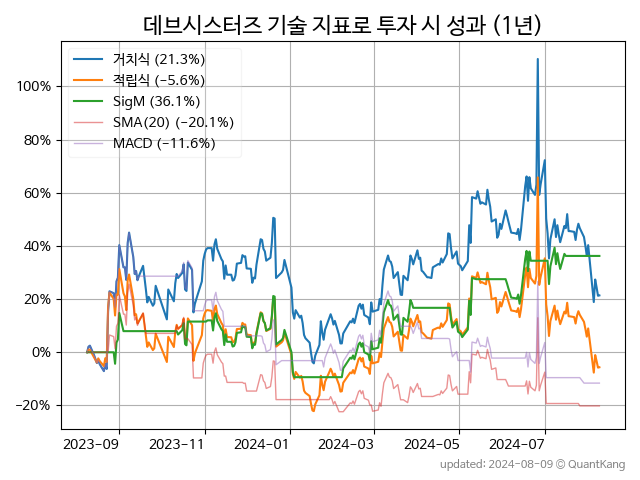 데브시스터즈 기술 지표로 투자 시 성과 (1년)
거치식 (21.3%)
적립식 (−5.6%)
SigM (36.1%)
SMA(20) (−20.1%)
MACD (−11.6%)
100%
80%
60%
40%
20%
0%
−20%
2023-09 2023-11 2024-01 2024-03 2024-05 2024-07
updated: 2024-08-09 © QuantKang